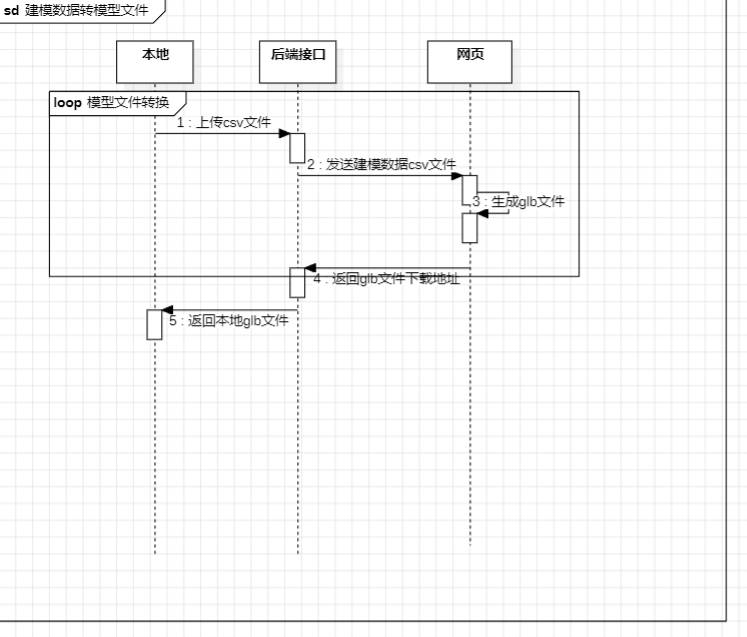 sd 建模数据转模型文件
本地
后端接口
网页
loop 模型文件转换
1 : 上传csv文件
2 : 发送建模数据csv文件
3 : 生成glb文件
4 : 返回glb文件下载地址
5 : 返回本地glb文件